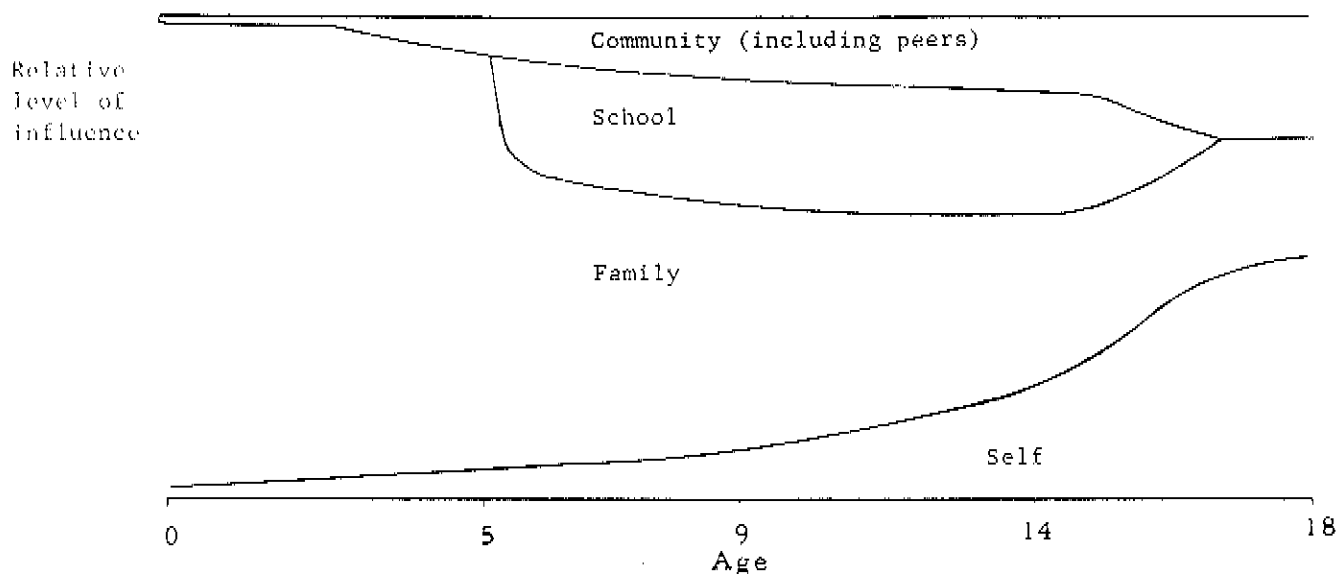 Community (including peers)
Relative
level of
influence
School
Family
Self
0 5 9 14 18
Age